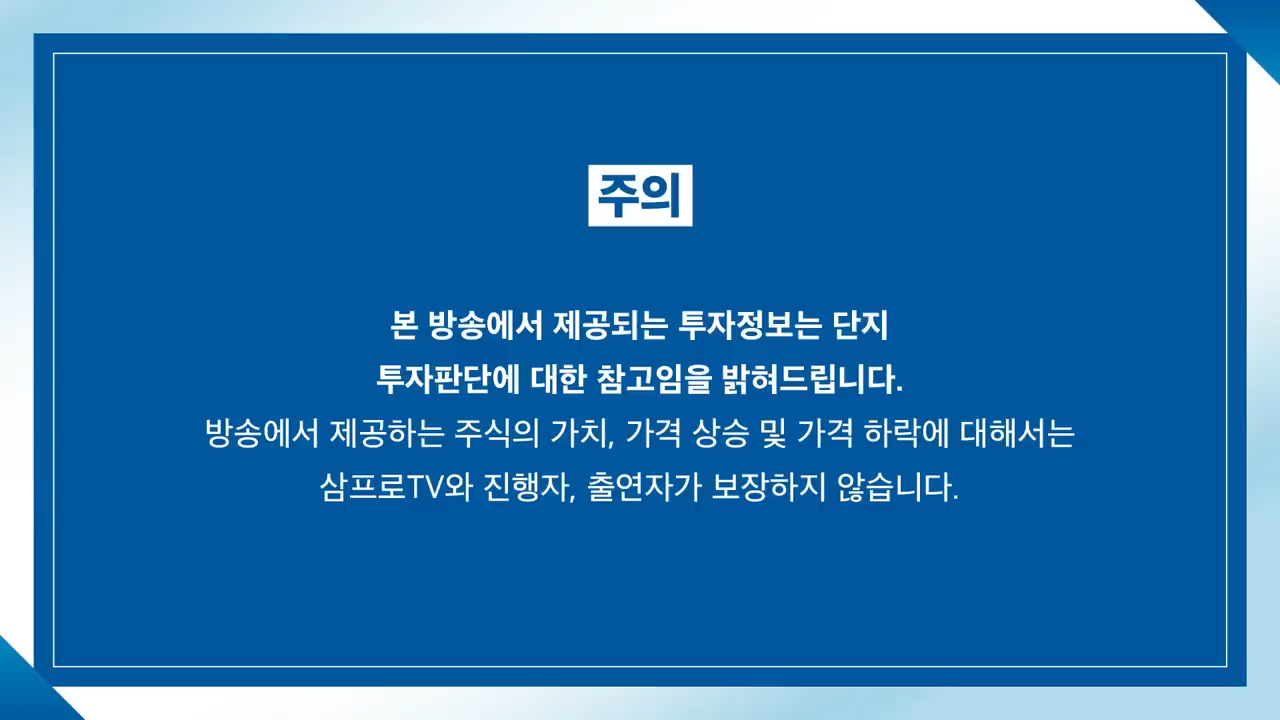 주의
본 방송에서 제공되는 투자정보는 단지
투자판단에 대한 참고임을 밝혀드립니다.
방송에서 제공하는 주식의 가치, 가격 상승 및 가격 하락에 대해서는
삼프로TV와 진행자, 출연자가 보장하지 않습니다.